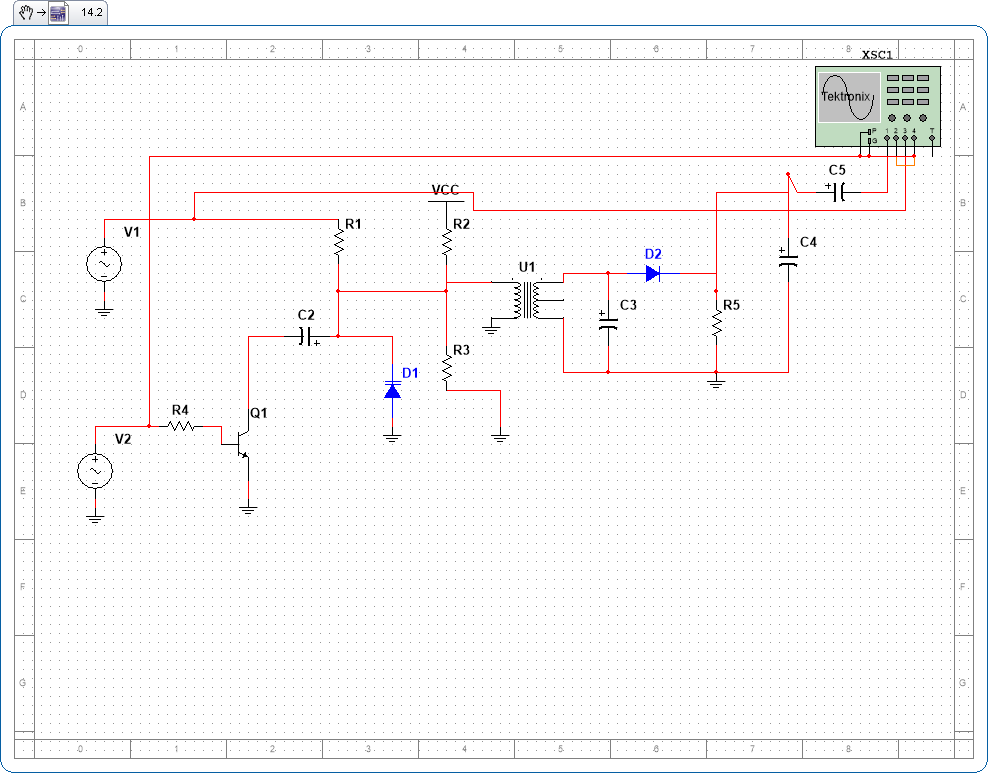 14.2
0 1 2 3 4 5 6 7 8
XSC1
Tektronix
P
G
1 2 3 4 T
A A
C5
B VCC B
V1 R1 R2
C4
D2
U1
C C
C2 C3 R5
R3
D1
D D
R4 Q1
V2
E E
F F
G G
0 1 2 3 4 5 6 7 8